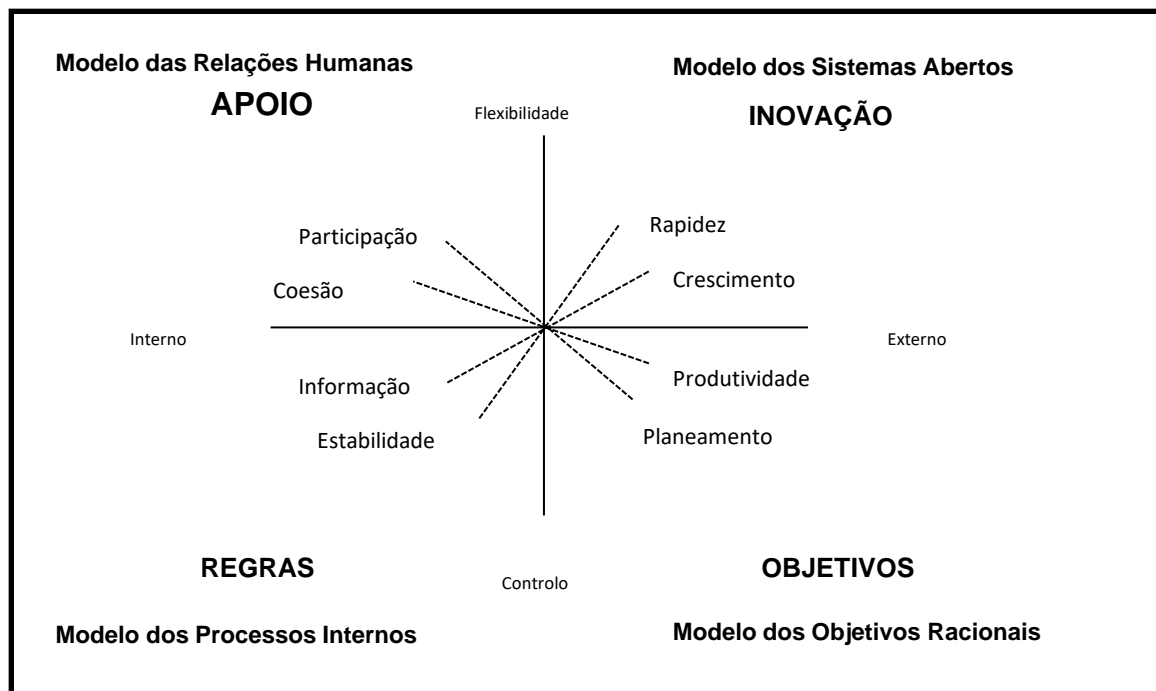 Modelo das Relações Humanas
APOIO
Modelo dos Sistemas Abertos
INOVAÇÃO
Flexibilidade
Participação
Coesão
Rapidez
Crescimento
Interno
Externo
Informação
Estabilidade
Produtividade
Planeamento
REGRAS
Modelo dos Processos Internos
Controlo
OBJETIVOS
Modelo dos Objetivos Racionais